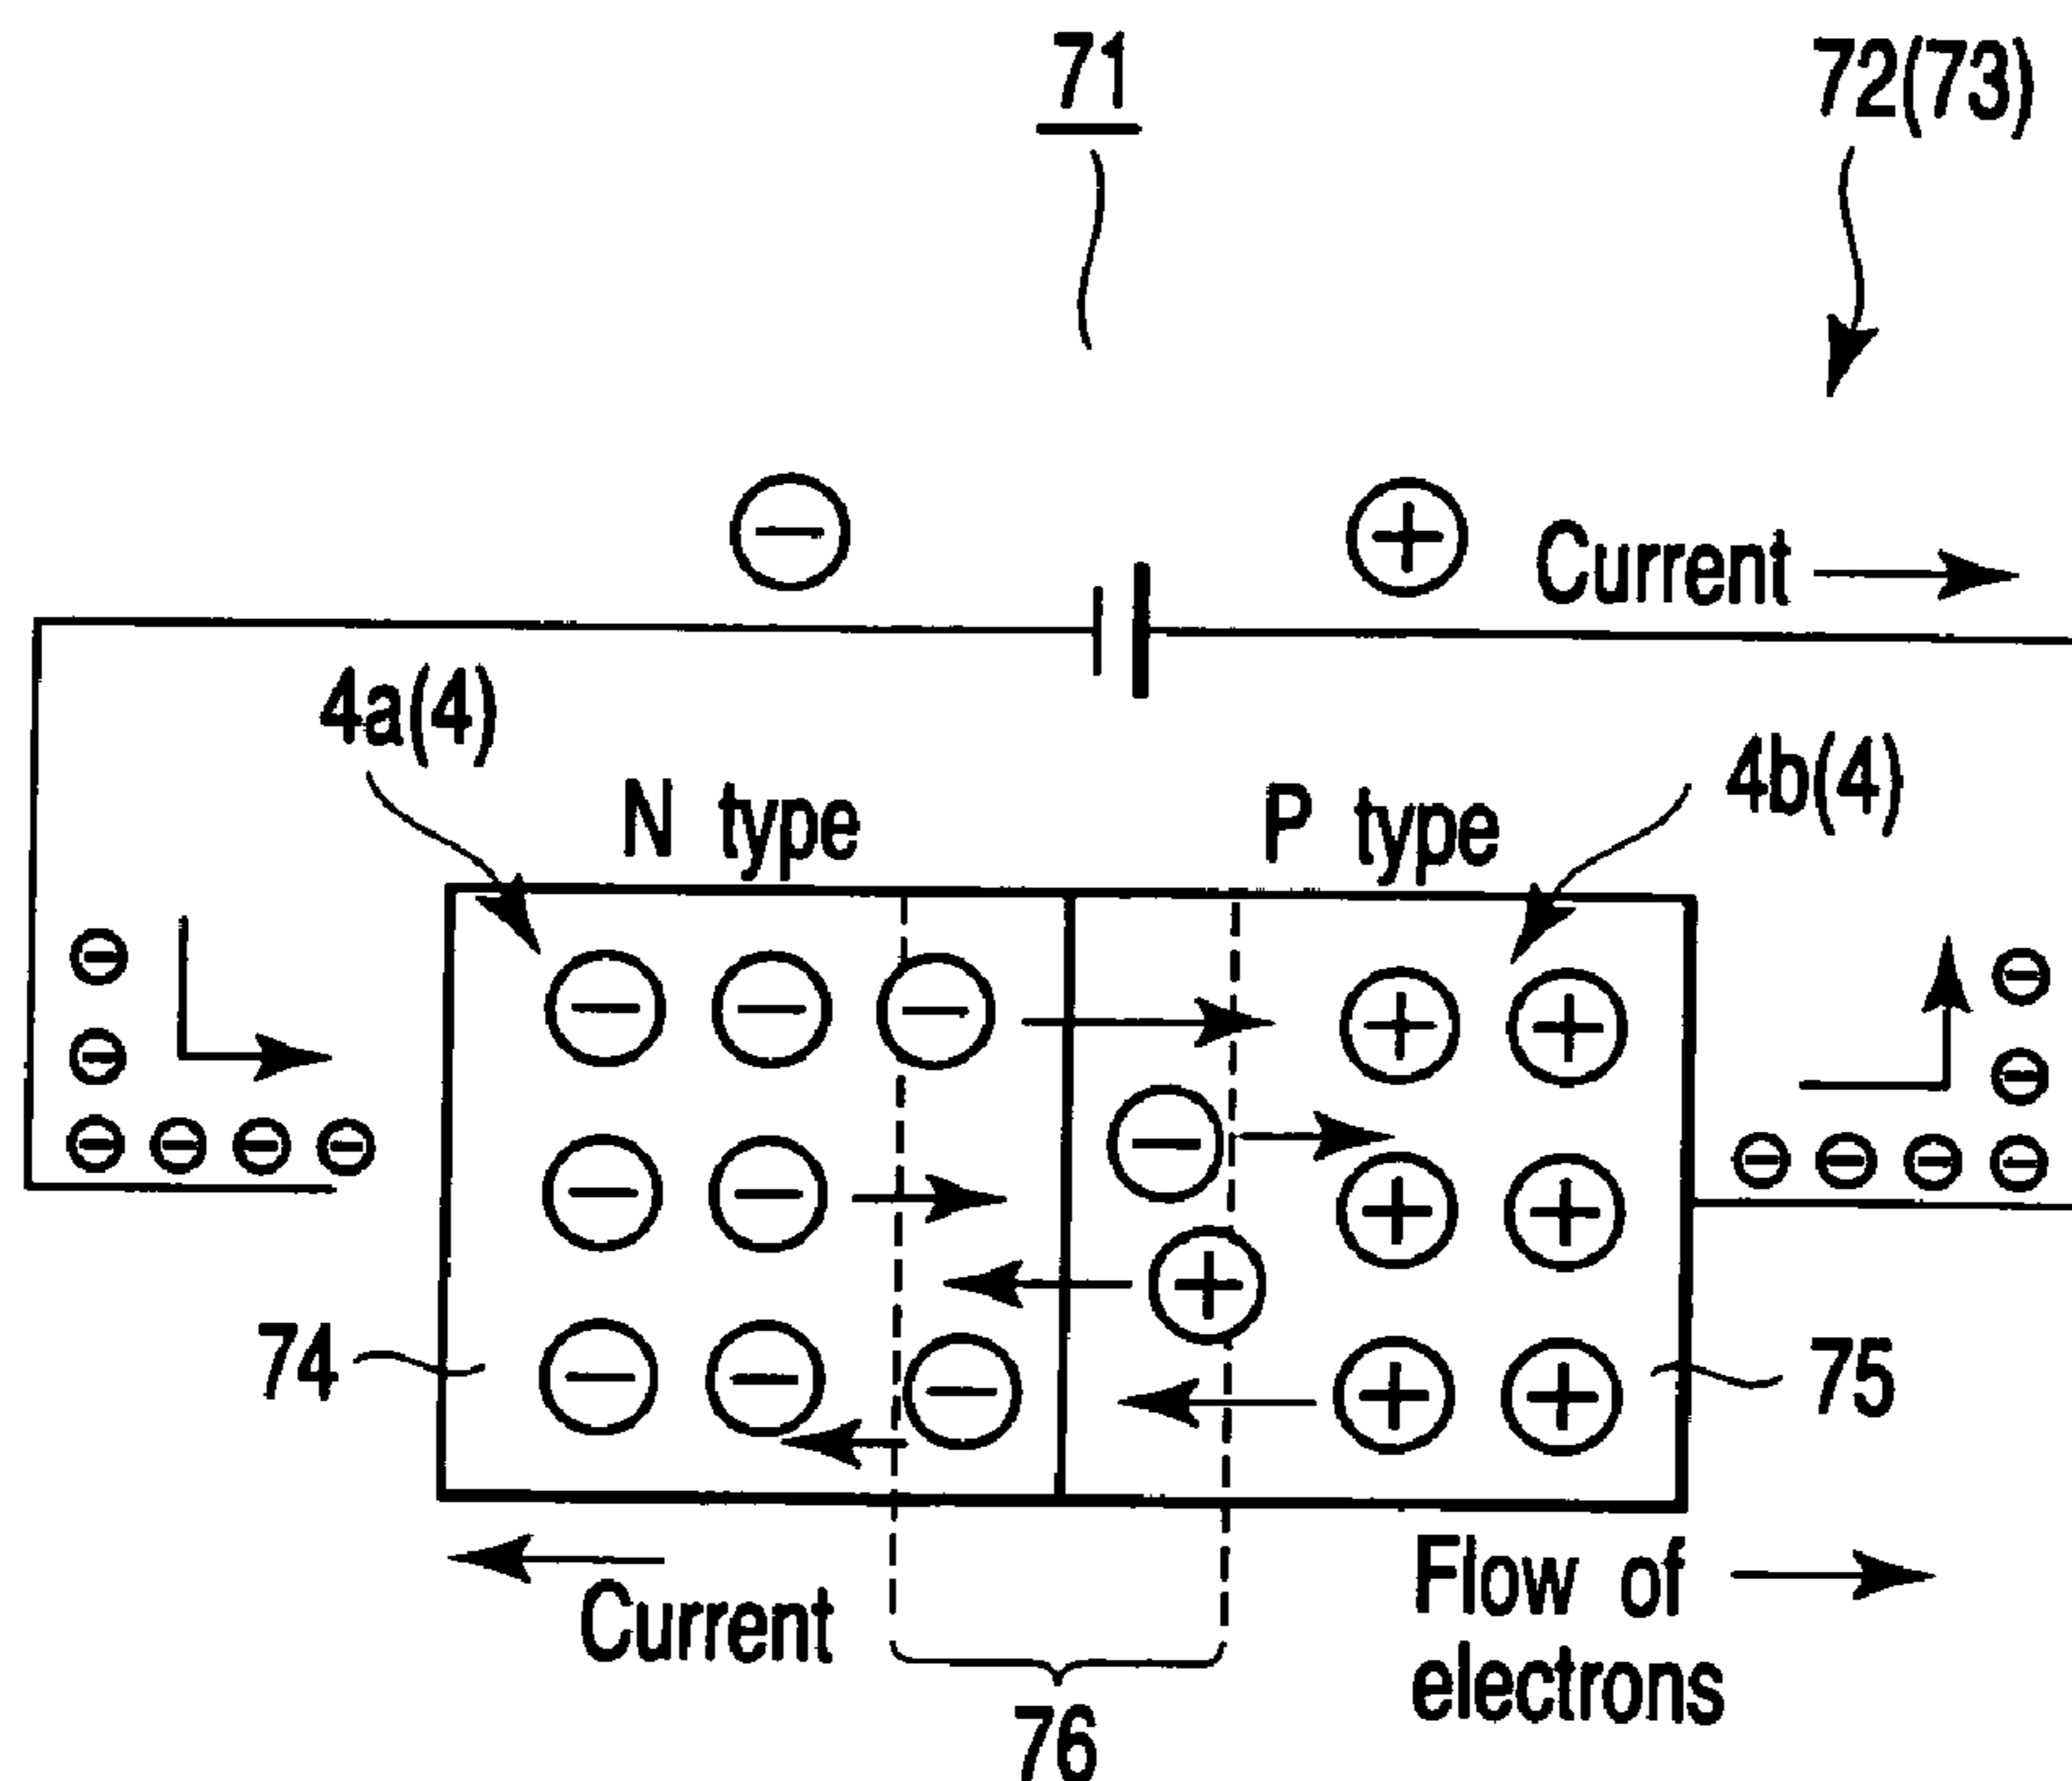 71
72(73)
Current
4a(4)
4b(4)
N type
P type
74
75
Current
Flow of
electrons
76